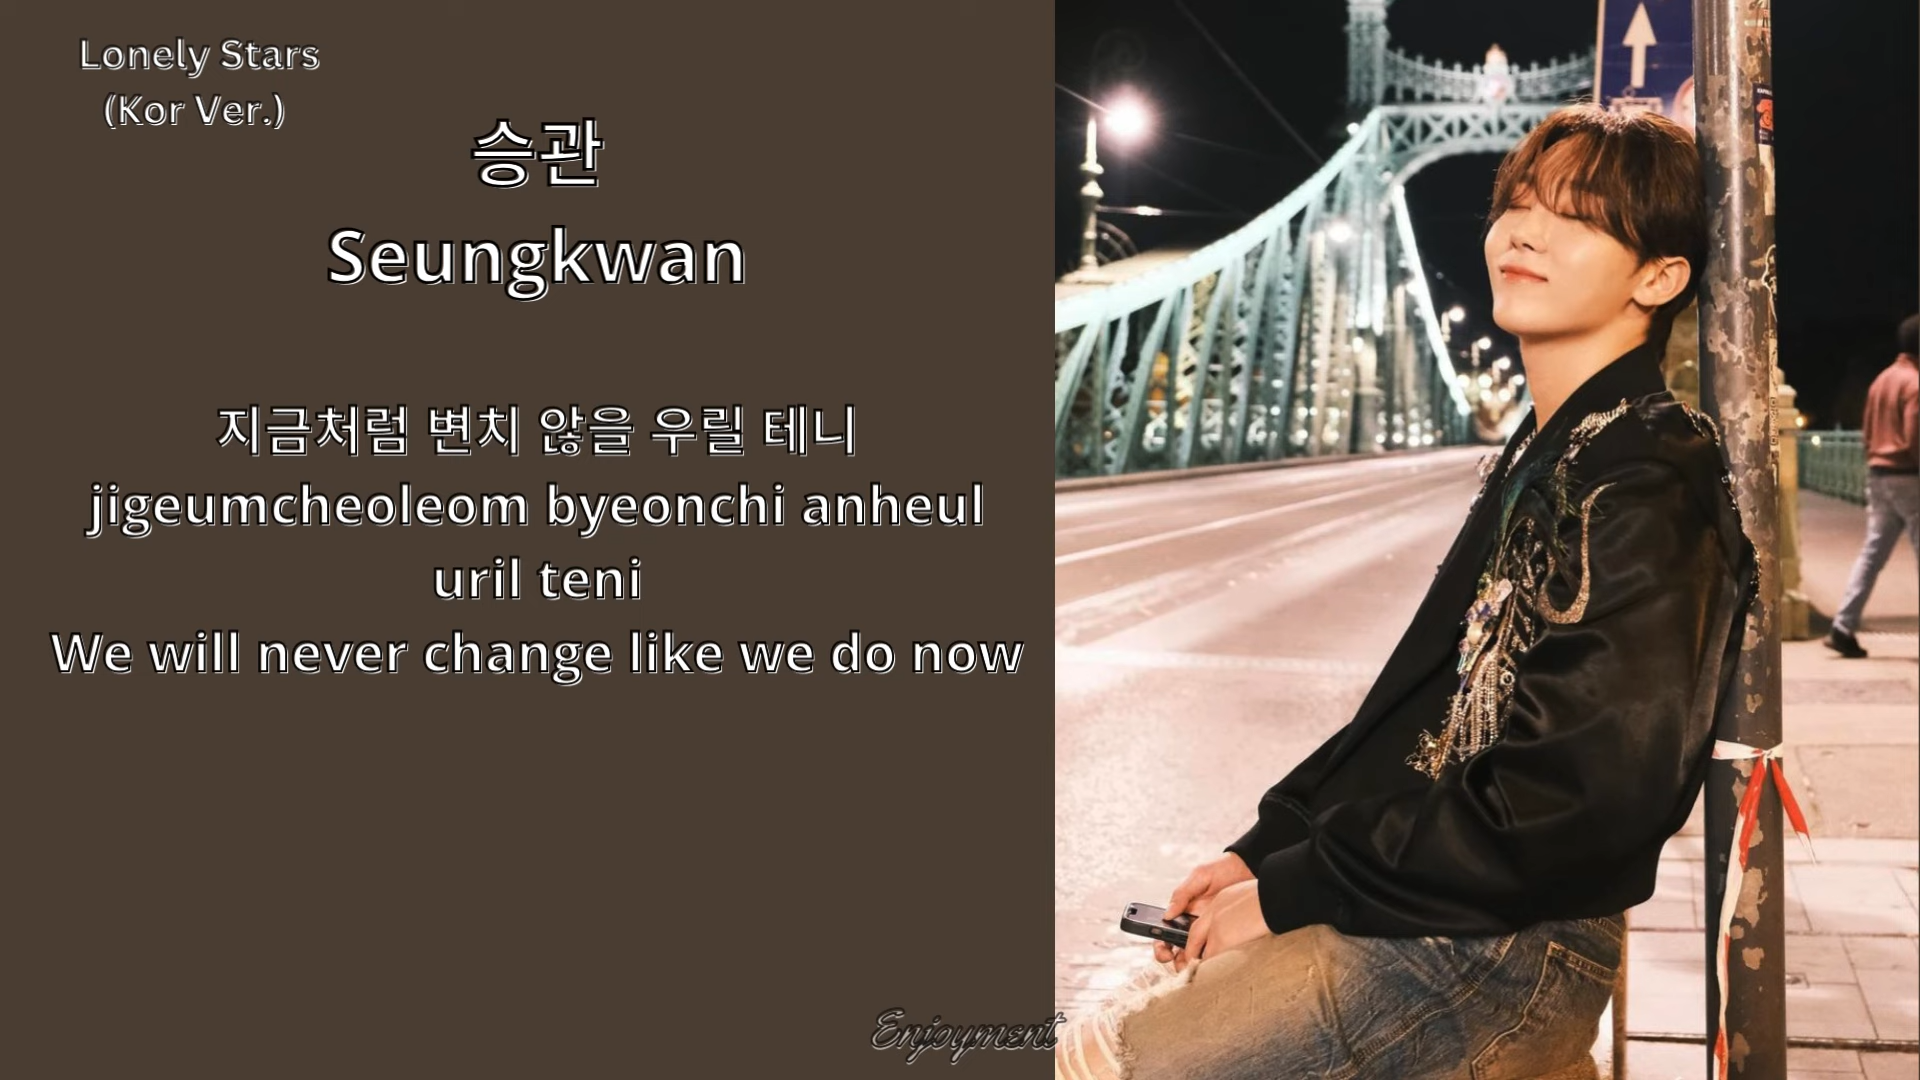 Lonely Stars
(Kor Ver.)
승관
Seungkwan
지금처럼 변치 않을 우릴 테니
jigeumcheoleom byeonchi anheul
uril teni
We will never change like we do now
Enjoyment